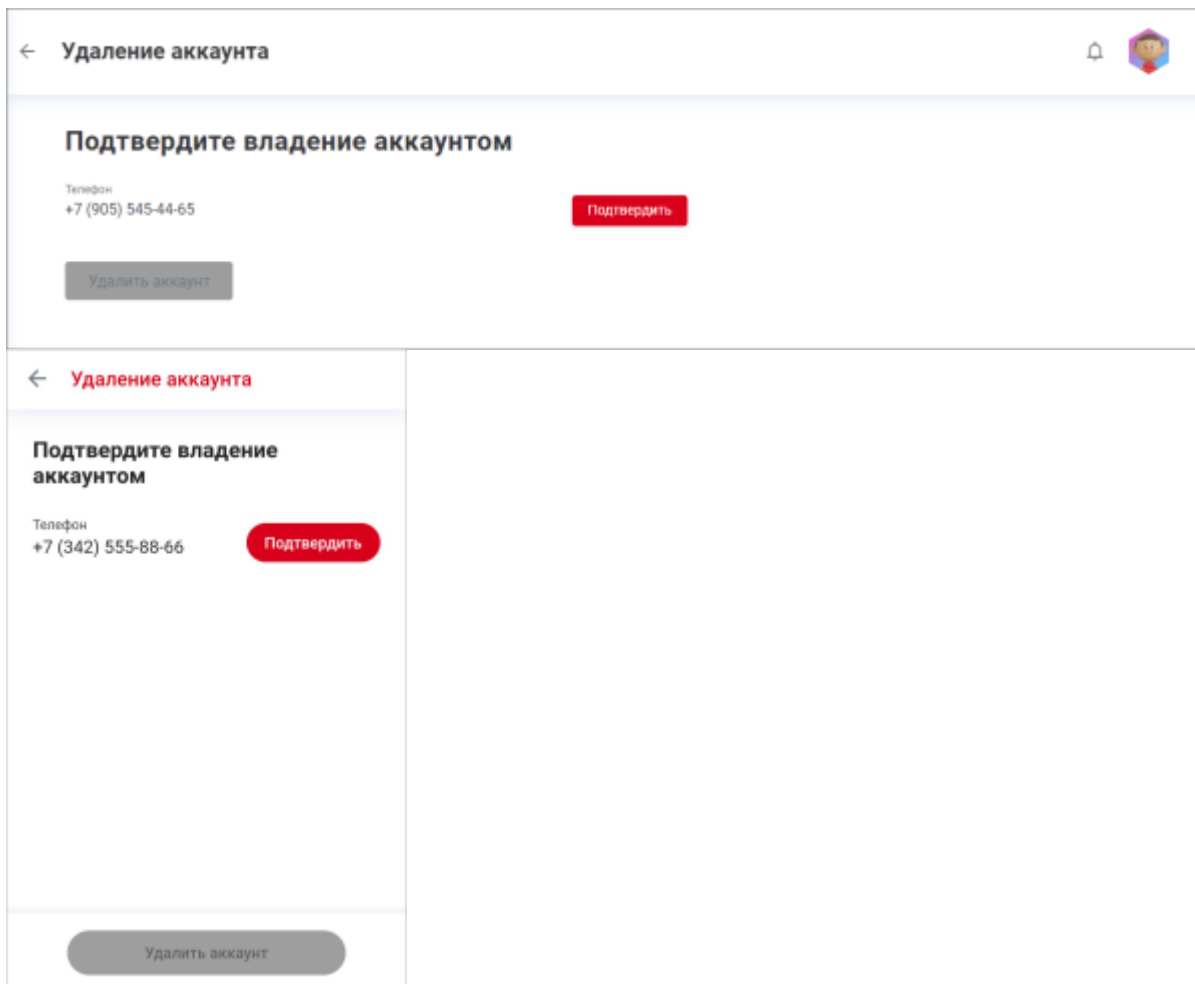 Удаление аккаунта
Подтвердите владение аккаунтом
Телефон
+7 (905) 545-44-65
Подтвердить
Удалить аккаунт
Удаление аккаунта
Подтвердите владение
аккаунтом
Телефон
+7 (342) 555-88-66
Подтвердить
Удалить аккаунт